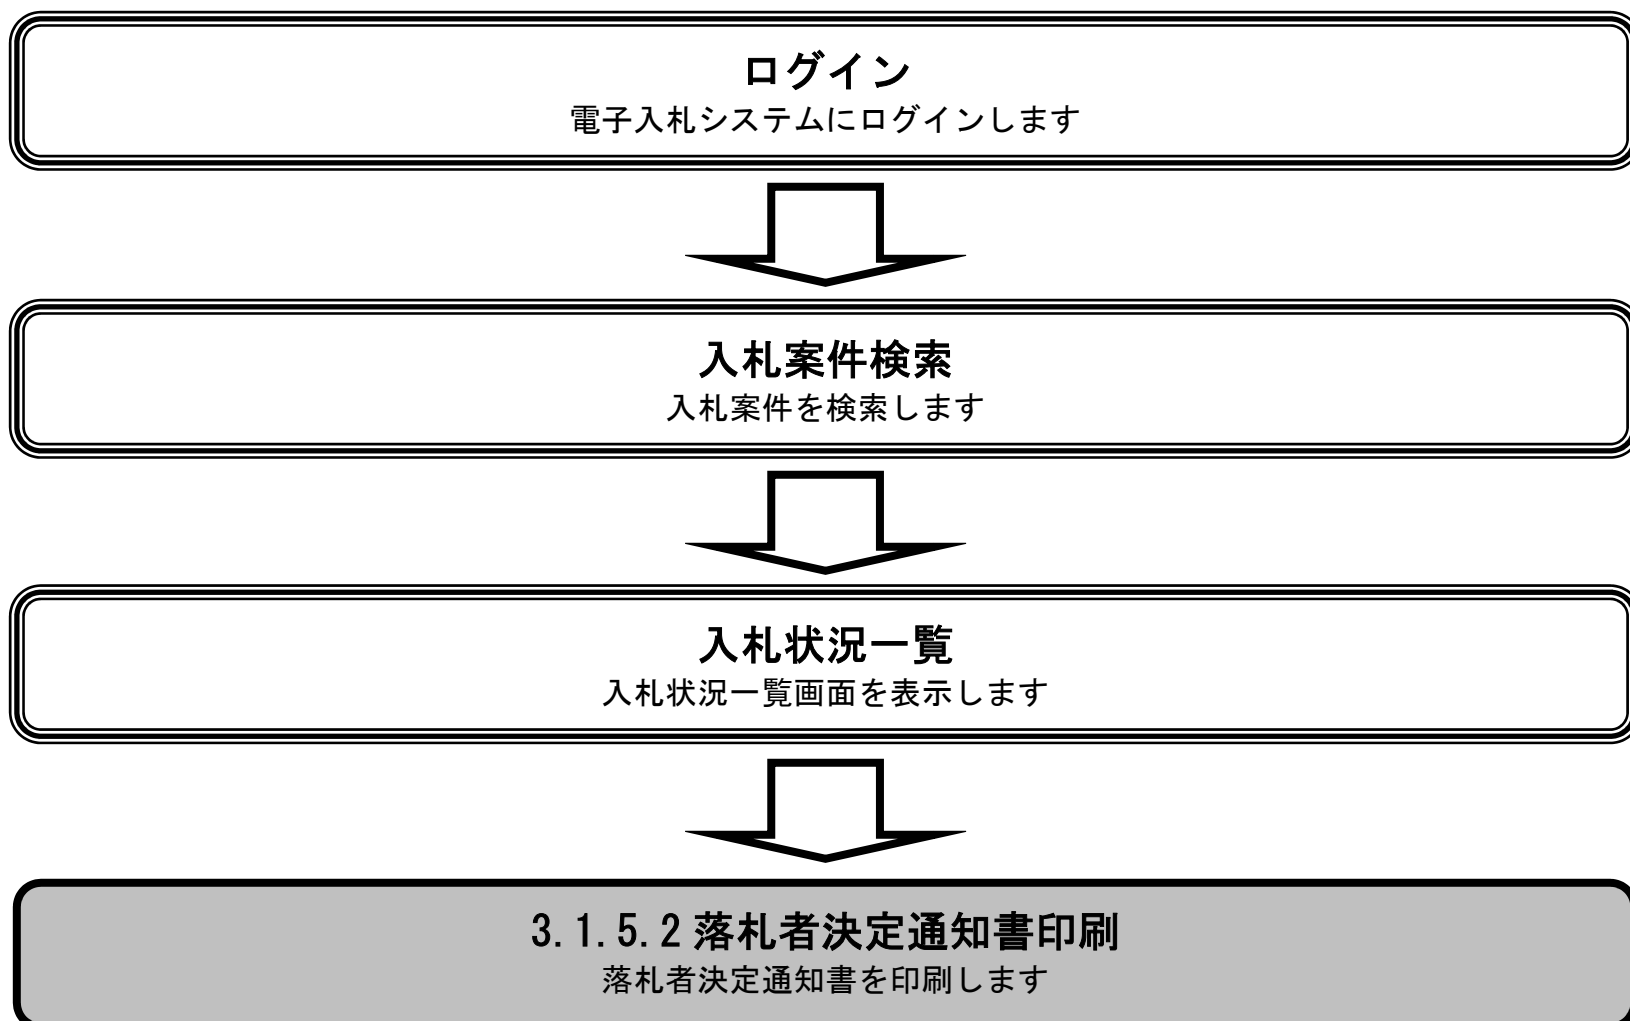 ログイン
電子入札システムにログインします
入札案件検索
入札案件を検索します
入札状況一覧
入札状況一覧画面を表示します
3.1.5.2 落札者決定通知書印刷
落札者決定通知書を印刷します